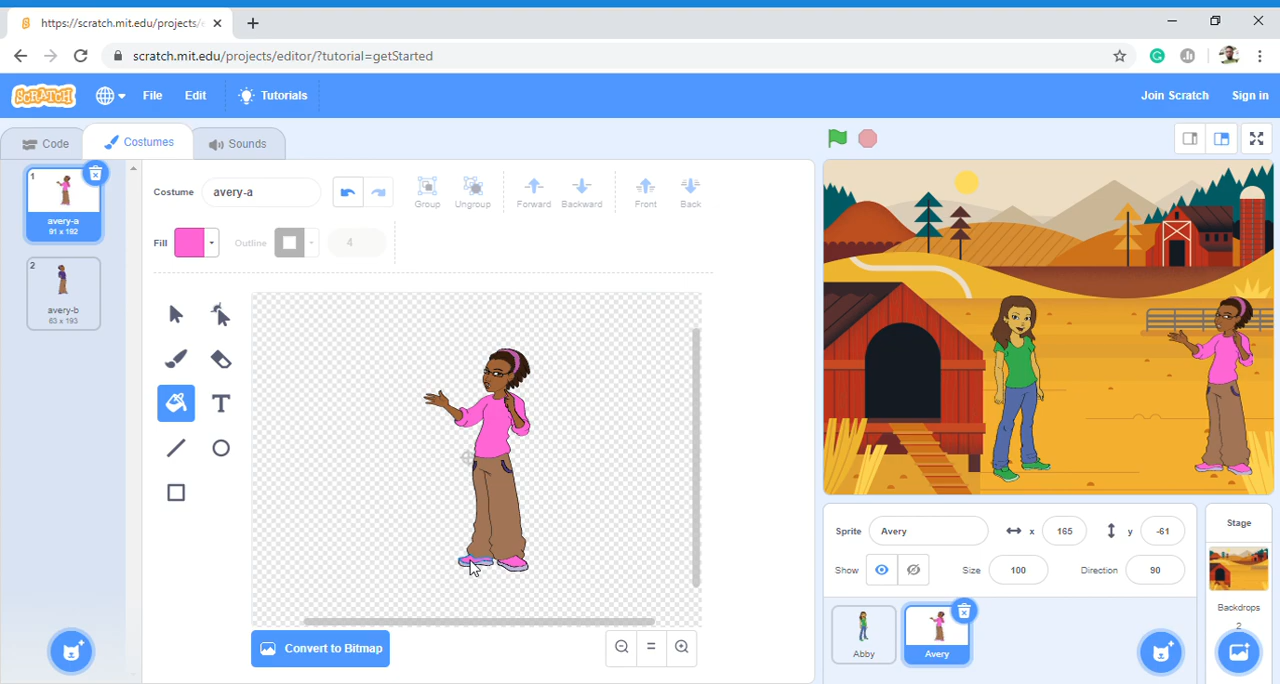 https://scratch.mit.edu/projects/e
scratch.mit.edu/projects/editor/?tutorial=getStarted
SCRATCH File Edit Tutorials Join Scratch Sign in
Code Costumes Sounds
1
avery-a
91 x 192
2
avery-b
63 x 193
Costume avery-a
Group Ungroup Forward Backward Front Back
Fill Outline 4
T
Convert to Bitmap
Sprite Avery x 165 y -61
Show Size 100 Direction 90
Abby Avery
Stage
Backdrops
2